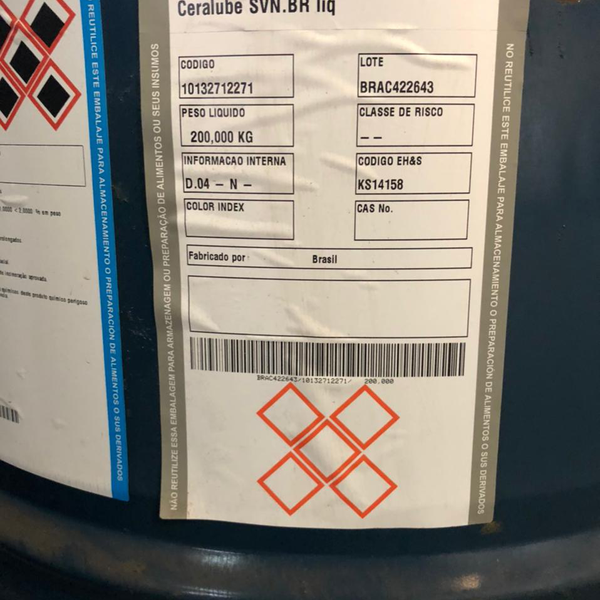 Ceralube SVN.BR liq
CODIGO
10132712271
LOTE
BRAC422643
PESO LIQUIDO
200,000 KG
CLASSE DE RISCO
--
INFORMACAO INTERNA
D.04 - N -
CODIGO EH&S
KS14158
COLOR INDEX
CAS No.
Fabricado por Brasil
BRAC422643/10132712271/ 200.000
NÃO REUTILIZE ESSA EMBALAGEM PARA ARMAZENAGEM OU PREPARAÇÃO DE ALIMENTOS OU SEUS INSUMOS
NO REUTILICE ESTE EMBALAJE PARA ALMACENAMIENTO O PREPARACIÓN DE ALIMENTOS O SUS DERIVADOS
REUTILICE ESTE EMBALAJE PARA ALMACENAMIENTO O PREPARACION DE ALIMENTOS O SUS DERIVADOS